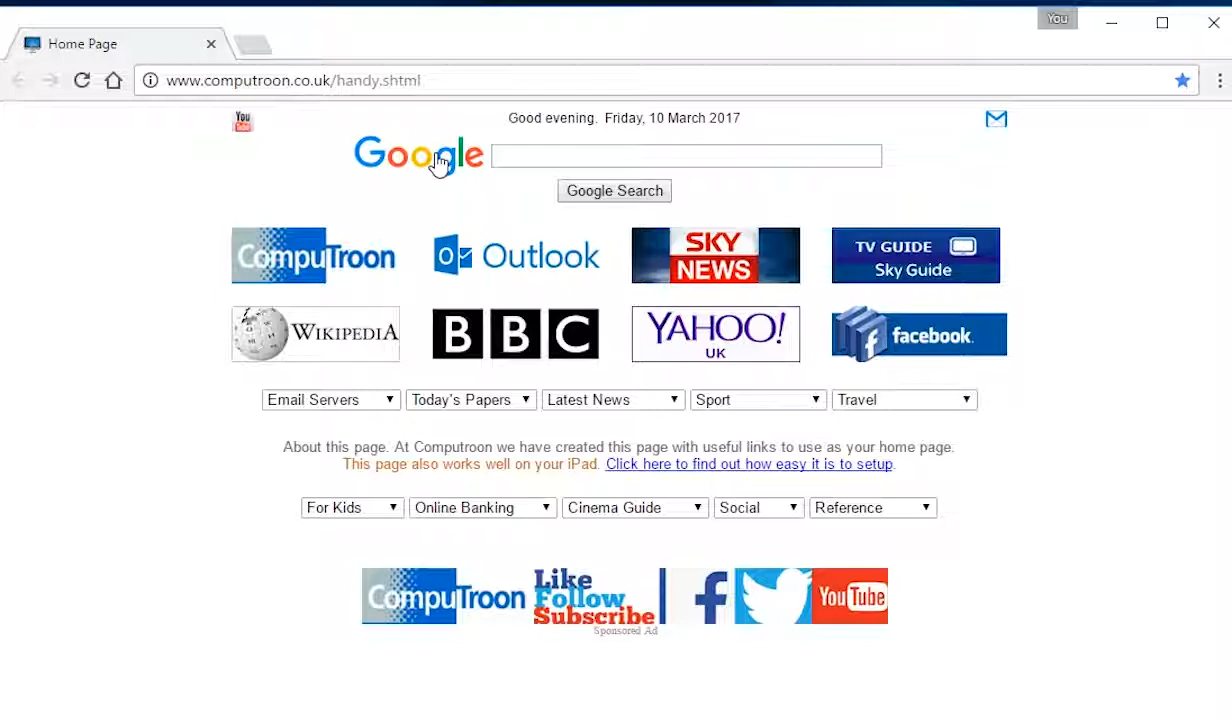 You
Home Page
www.computroon.co.uk/handy.shtml
You
Tube
Good evening. Friday, 10 March 2017
Google
Google Search
CompuTroon
Outlook
SKY
NEWS
TV GUIDE
Sky Guide
WIKIPEDIA
BBC
YAHOO!
UK
facebook.
Email Servers
Today's Papers
Latest News
Sport
Travel
About this page. At Computroon we have created this page with useful links to use as your home page.
This page also works well on your iPad. Click here to find out how easy it is to setup.
For Kids
Online Banking
Cinema Guide
Social
Reference
CompuTroon
Like
Follow
Subscribe
YouTube
Sponsored Ad